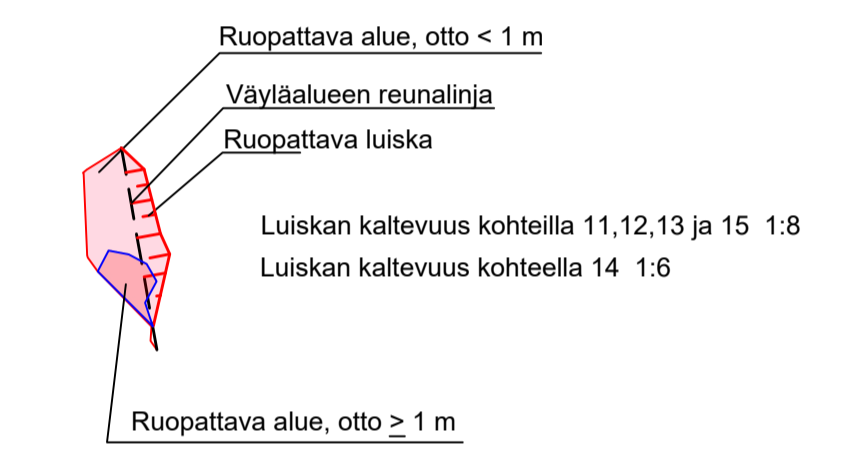 Ruopattava alue, otto < 1 m
Väyläalueen reunalinja
Ruopattava luiska
Luiskan kaltevuus kohteilla 11,12,13 ja 15 1:8
Luiskan kaltevuus kohteella 14 1:6
Ruopattava alue, otto ≥ 1 m